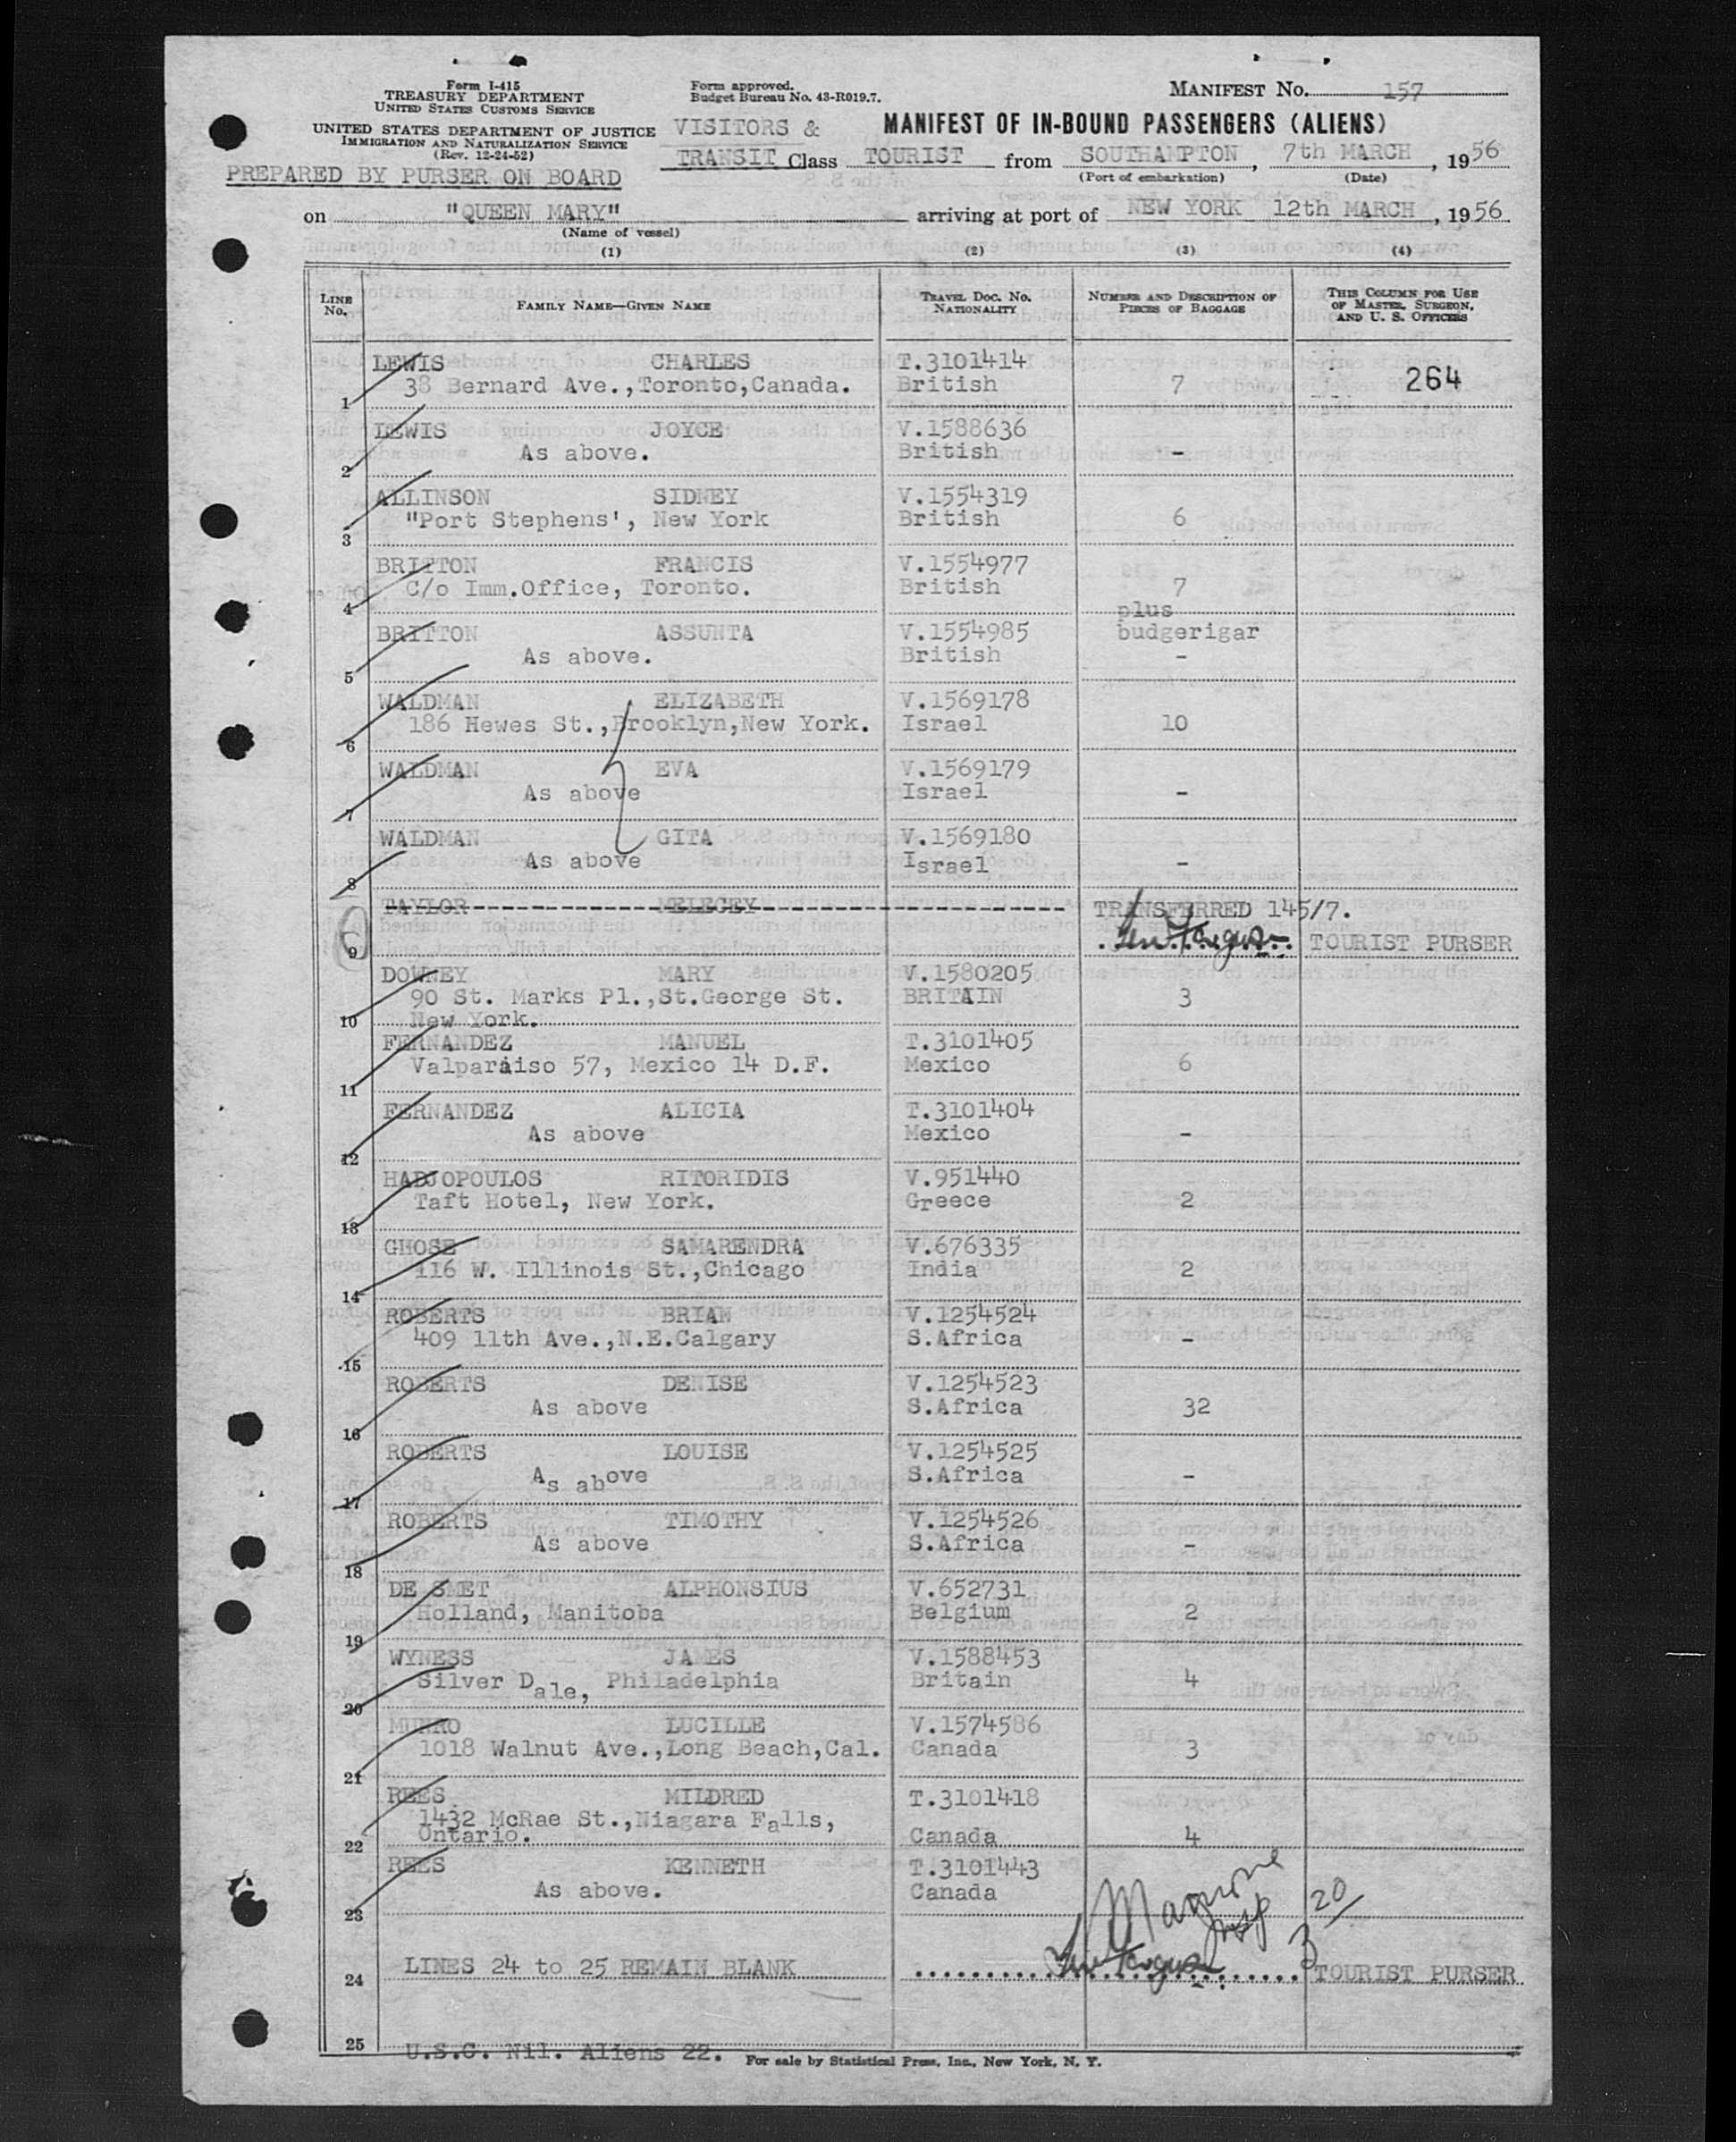 Form I-415
TREASURY DEPARTMENT
UNITED STATES CUSTOMS SERVICE
UNITED STATES DEPARTMENT OF JUSTICE
IMMIGRATION AND NATURALIZATION SERVICE
(Rev. 12-24-52)
PREPARED BY PURSER ON BOARD
Form approved.
Budget Bureau No. 43-R019.7.
MANIFEST No. 157
VISITORS & MANIFEST OF IN-BOUND PASSENGERS (ALIENS)
TRANSIT Class TOURIST from SOUTHAMPTON, 7th MARCH, 1956
(Port of embarkation) (Date)
on "QUEEN MARY" arriving at port of NEW YORK 12th MARCH, 1956
(Name of vessel)
(1) (2) (3) (4)
LINE No. FAMILY NAME—GIVEN NAME TRAVEL DOC. NO. NATIONALITY NUMBER AND DESCRIPTION OF PIECES OF BAGGAGE THIS COLUMN FOR USE OF MASTER, SURGEON, AND U. S. OFFICERS
LEWIS CHARLES T.3101414
1 38 Bernard Ave.,Toronto,Canada. British 7 264
LEWIS JOYCE V.1588636
2 As above. British -
ALLINSON SIDNEY V.1554319
3 "Port Stephens', New York British 6
BRITTON FRANCIS V.1554977
4 C/o Imm.Office, Toronto. British 7
plus
BRITTON ASSUNTA V.1554985 budgerigar
5 As above. British -
WALDMAN ELIZABETH V.1569178
6 186 Hewes St.,Brooklyn,New York. Israel 10
WALDMAN EVA V.1569179
7 As above Israel -
WALDMAN GITA V.1569180
8 As above Israel -
TAYLOR MELECEY TRANSFERRED 145/7.
9 TOURIST PURSER
DOWNEY MARY V.1580205
90 St. Marks Pl.,St.George St. BRITAIN 3
10 New York.
FERNANDEZ MANUEL T.3101405
11 Valparaiso 57, Mexico 14 D.F. Mexico 6
FERNANDEZ ALICIA T.3101404
12 As above Mexico -
HADJOPOULOS RITORIDIS V.951440
13 Taft Hotel, New York. Greece 2
GHOSE SAMARENDRA V.676335
14 116 W. Illinois St.,Chicago India 2
ROBERTS BRIAN V.1254524
15 409 11th Ave.,N.E.Calgary S.Africa -
ROBERTS DENISE V.1254523
16 As above S.Africa 32
ROBERTS LOUISE V.1254525
17 As above S.Africa -
ROBERTS TIMOTHY V.1254526
18 As above S.Africa -
DE SMET ALPHONSIUS V.652731
19 Holland, Manitoba Belgium 2
WYNESS JAMES V.1588453
20 Silver Dale, Philadelphia Britain 4
MUNRO LUCILLE V.1574586
21 1018 Walnut Ave.,Long Beach,Cal. Canada 3
REES MILDRED T.3101418
1432 McRae St.,Niagara Falls,
22 Ontario. Canada 4
REES KENNETH T.3101443
23 As above. Canada
3/20
24 LINES 24 to 25 REMAIN BLANK TOURIST PURSER
25 U.S.C. Nil. Aliens 22.
For sale by Statistical Press, Inc., New York, N. Y.